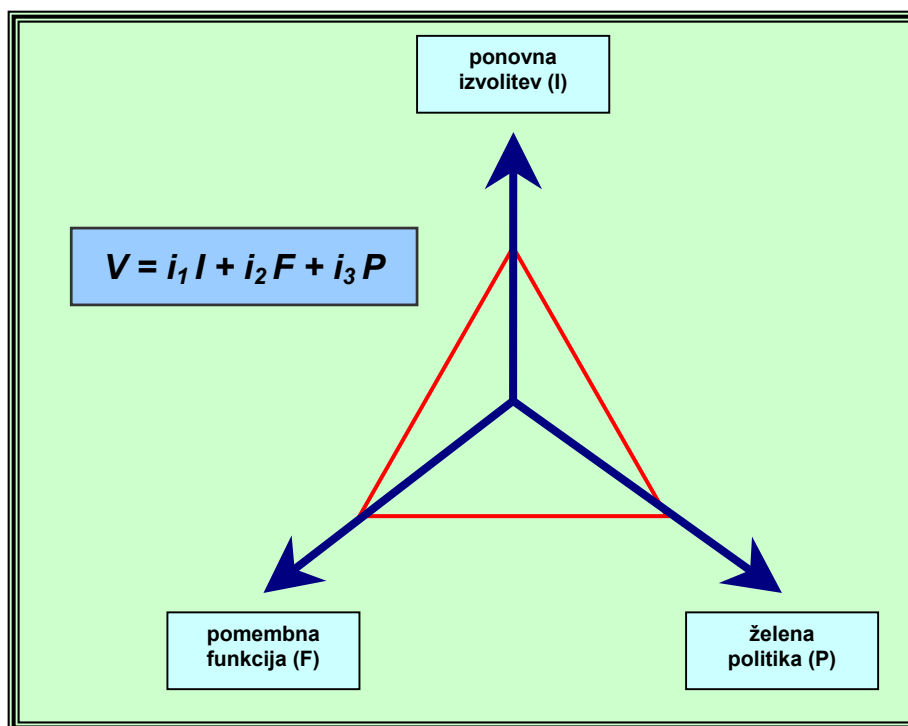 ponovna
izvolitev (I)
V = i₁ I + i₂ F + i₃ P
pomembna
funkcija (F)
želena
politika (P)